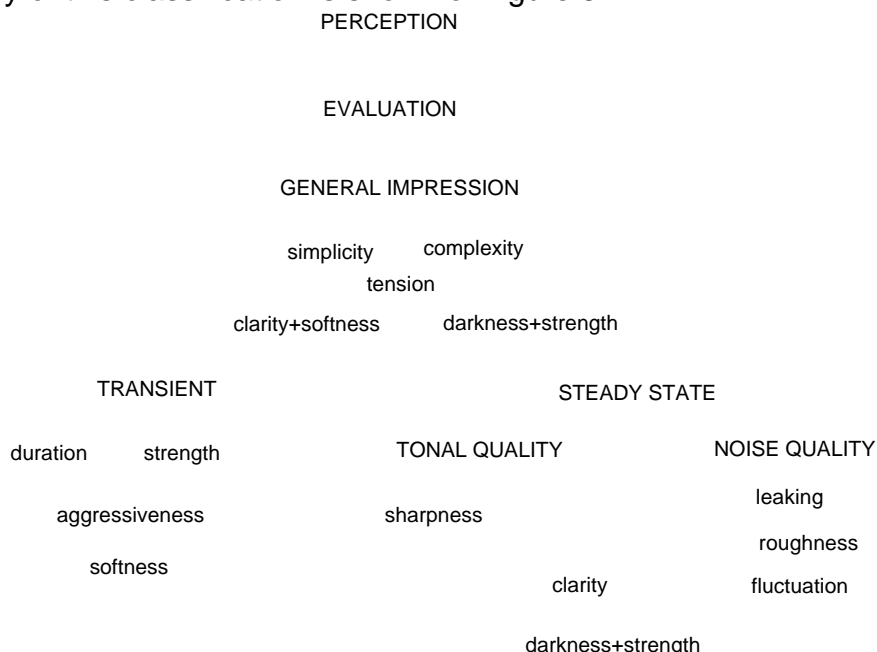 PERCEPTION
EVALUATION
GENERAL IMPRESSION
simplicity complexity
tension
clarity+softness darkness+strength
TRANSIENT STEADY STATE
duration strength TONAL QUALITY NOISE QUALITY
leaking
aggressiveness sharpness
roughness
softness
clarity fluctuation
darkness+strength